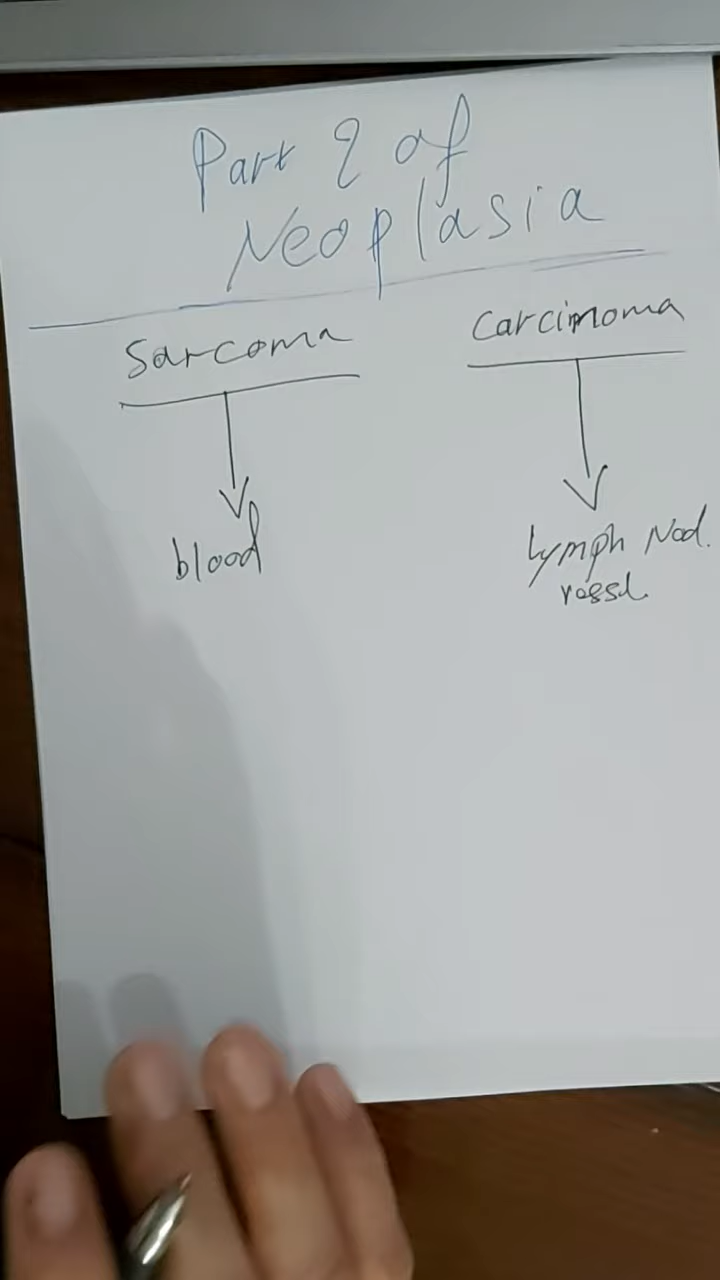 Part 2 of
Neoplasia
Sarcoma
Carcinoma
blood
Lymph Nod.
vessel